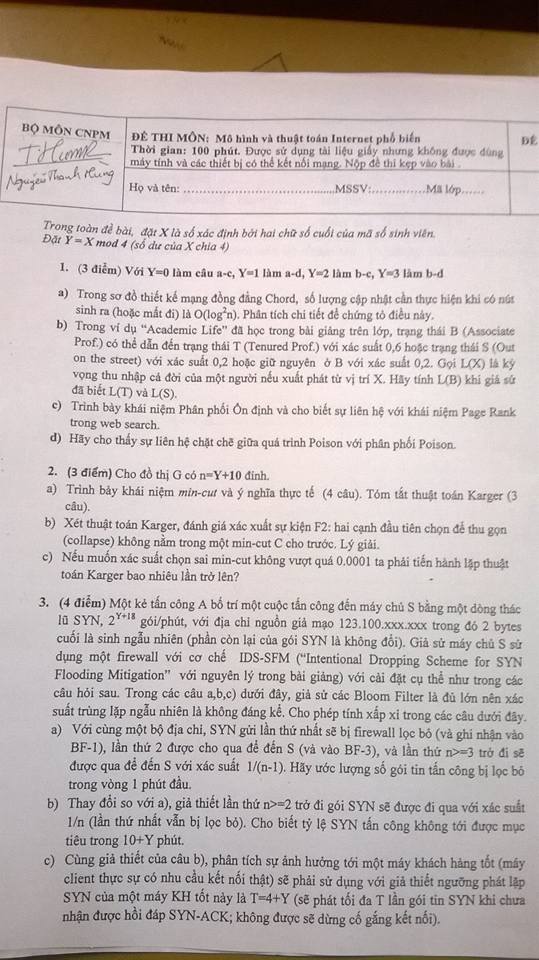 BỘ MÔN CNPM
Nguyễn Thanh Hùng
ĐỀ THI MÔN: Mô hình và thuật toán Internet phổ biến
Thời gian: 100 phút. Được sử dụng tài liệu giấy nhưng không được dùng
máy tính và các thiết bị có thể kết nối mạng. Nộp đề thi kẹp vào bài .
ĐỀ
Họ và tên: ........................................MSSV:...............Mã lớp......
Trong toàn đề bài, đặt X là số xác định bởi hai chữ số cuối của mã số sinh viên.
Đặt Y = X mod 4 (số dư của X chia 4)
1. (3 điểm) Với Y=0 làm câu a-c, Y=1 làm a-d, Y=2 làm b-c, Y=3 làm b-d
a) Trong sơ đồ thiết kế mạng đồng đẳng Chord, số lượng cập nhật cần thực hiện khi có nút
sinh ra (hoặc mất đi) là O(log²n). Phân tích chi tiết để chứng tỏ điều này.
b) Trong ví dụ “Academic Life” đã học trong bài giảng trên lớp, trạng thái B (Associate
Prof.) có thể dẫn đến trạng thái T (Tenured Prof.) với xác suất 0,6 hoặc trạng thái S (Out
on the street) với xác suất 0,2 hoặc giữ nguyên ở B với xác suất 0,2. Gọi L(X) là kỳ
vọng thu nhập cả đời của một người nếu xuất phát từ vị trí X. Hãy tính L(B) khi giả sử
đã biết L(T) và L(S).
c) Trình bày khái niệm Phân phối Ổn định và cho biết sự liên hệ với khái niệm Page Rank
trong web search.
d) Hãy cho thấy sự liên hệ chặt chẽ giữa quá trình Poison với phân phối Poison.
2. (3 điểm) Cho đồ thị G có n=Y+10 đỉnh.
a) Trình bày khái niệm min-cut và ý nghĩa thực tế (4 câu). Tóm tắt thuật toán Karger (3
câu).
b) Xét thuật toán Karger, đánh giá xác xuất sự kiện F2: hai cạnh đầu tiên chọn để thu gọn
(collapse) không nằm trong một min-cut C cho trước. Lý giải.
c) Nếu muốn xác suất chọn sai min-cut không vượt quá 0.0001 ta phải tiến hành lặp thuật
toán Karger bao nhiêu lần trở lên?
3. (4 điểm) Một kẻ tấn công A bố trí một cuộc tấn công đến máy chủ S bằng một dòng thác
lũ SYN, 2^Y+18 gói/phút, với địa chỉ nguồn giả mạo 123.100.xxx.xxx trong đó 2 bytes
cuối là sinh ngẫu nhiên (phần còn lại của gói SYN là không đổi). Giả sử máy chủ S sử
dụng một firewall với cơ chế IDS-SFM (“Intentional Dropping Scheme for SYN
Flooding Mitigation” với nguyên lý trong bài giảng) với cài đặt cụ thể như trong các
câu hỏi sau. Trong các câu a,b,c) dưới đây, giả sử các Bloom Filter là đủ lớn nên xác
suất trùng lặp ngẫu nhiên là không đáng kể. Cho phép tính xấp xỉ trong các câu dưới đây.
a) Với cùng một bộ địa chỉ, SYN gửi lần thứ nhất sẽ bị firewall lọc bỏ (và ghi nhận vào
BF-1), lần thứ 2 được cho qua để đến S (và vào BF-3), và lần thứ n>=3 trở đi sẽ
được qua để đến S với xác suất 1/(n-1). Hãy ước lượng số gói tin tấn công bị lọc bỏ
trong vòng 1 phút đầu.
b) Thay đổi so với a), giả thiết lần thứ n>=2 trở đi gói SYN sẽ được đi qua với xác suất
1/n (lần thứ nhất vẫn bị lọc bỏ). Cho biết tỷ lệ SYN tấn công không tới được mục
tiêu trong 10+Y phút.
c) Cùng giả thiết của câu b), phân tích sự ảnh hưởng tới một máy khách hàng tốt (máy
client thực sự có nhu cầu kết nối thật) sẽ phải sử dụng với giả thiết ngưỡng phát lặp
SYN của một máy KH tốt này là T=4+Y (sẽ phát tối đa T lần gói tin SYN khi chưa
nhận được hồi đáp SYN-ACK; không được sẽ dừng cố gắng kết nối).